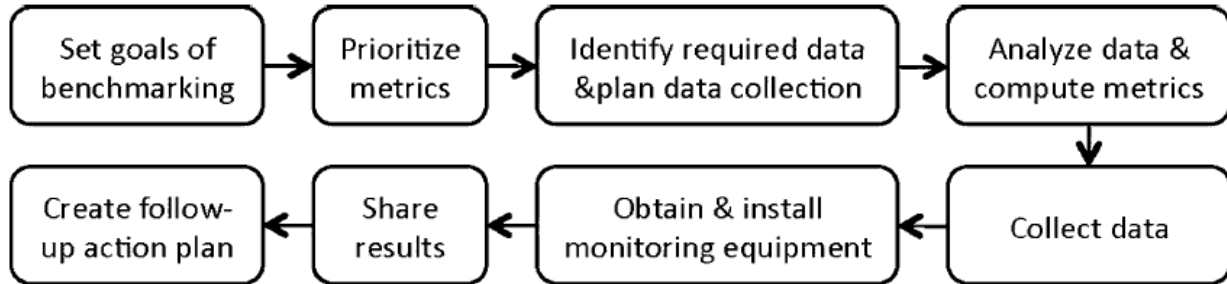 Set goals of
benchmarking
Prioritize
metrics
Identify required data
&plan data collection
Analyze data &
compute metrics
Collect data
Obtain & install
monitoring equipment
Share
results
Create follow-
up action plan